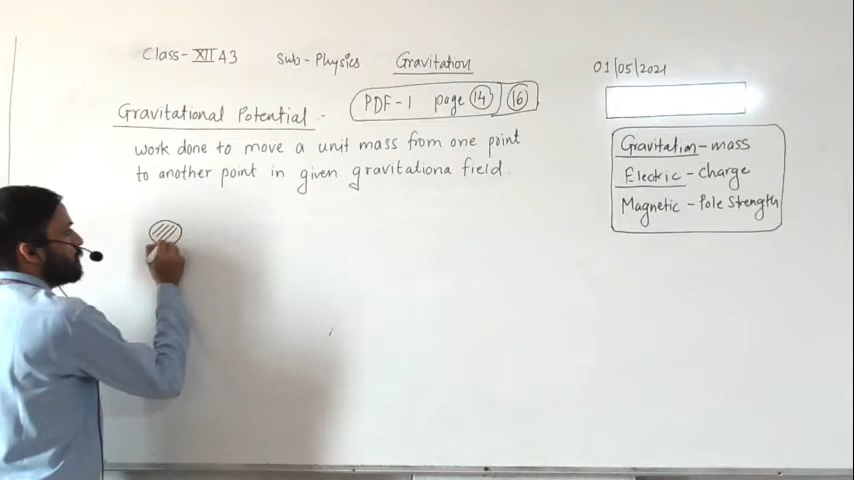 Class- XII A3 Sub-Physics Gravitation 01/05/2021
Gravitational Potential :- PDF-1 page 14 16
work done to move a unit mass from one point
to another point in given gravitationa field.
Gravitation-mass
Electric-charge
Magnetic-Pole Strength